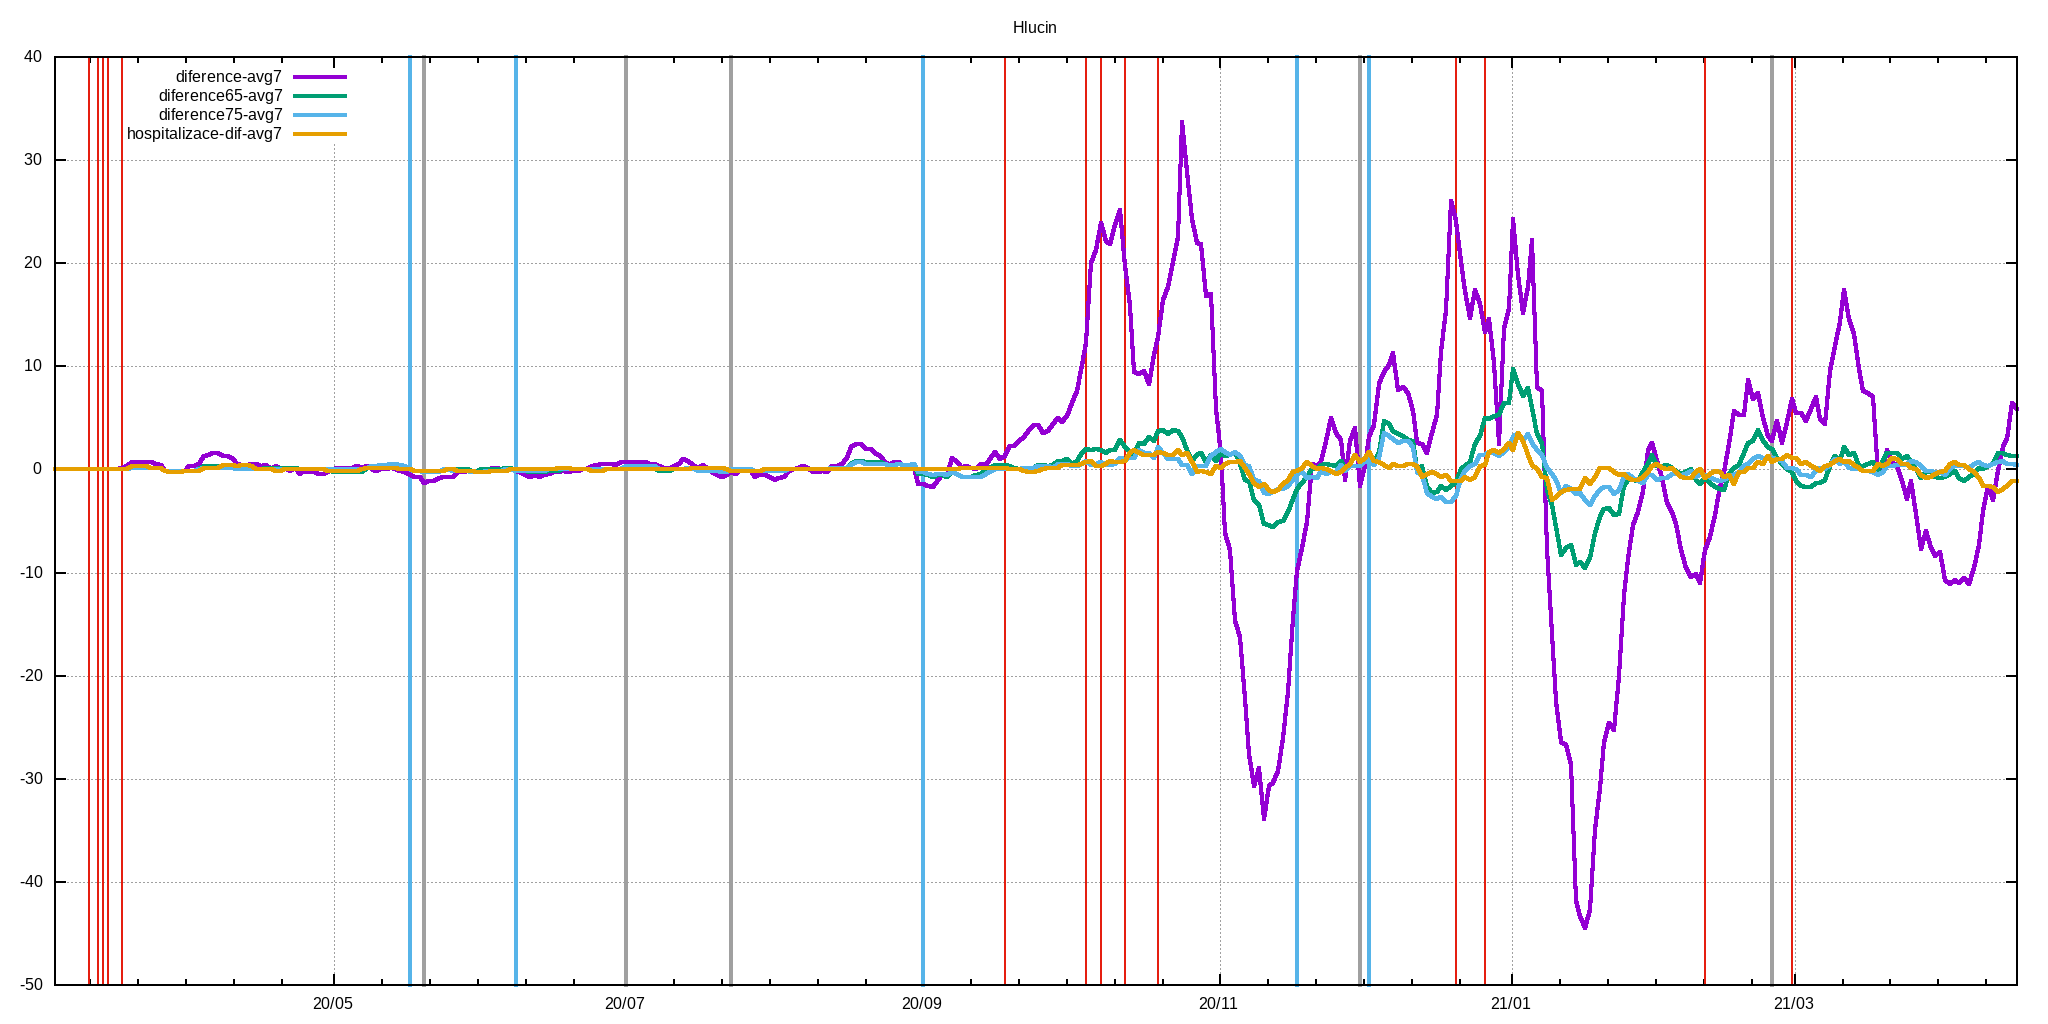 Hlucin
40
30
20
10
0
-10
-20
-30
-40
-50
diference-avg7
diference65-avg7
diference75-avg7
hospitalizace-dif-avg7
20/05 20/07 20/09 20/11 21/01 21/03